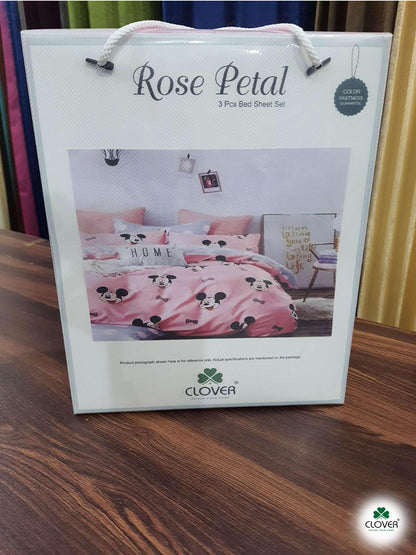 Rose Petal
3 Pcs Bed Sheet Set
COLOR
FASTNESS
GUARANTEE
HOME
Product photograph shown here is for reference only. Actual specifications are mentioned on the package.
CLOVER®
CLOVER®